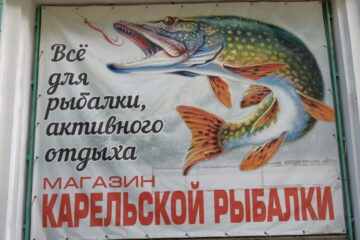 Всё
для
рыбалки,
активного
отдыха
МАГАЗИН
КАРЕЛЬСКОЙ РЫБАЛКИ